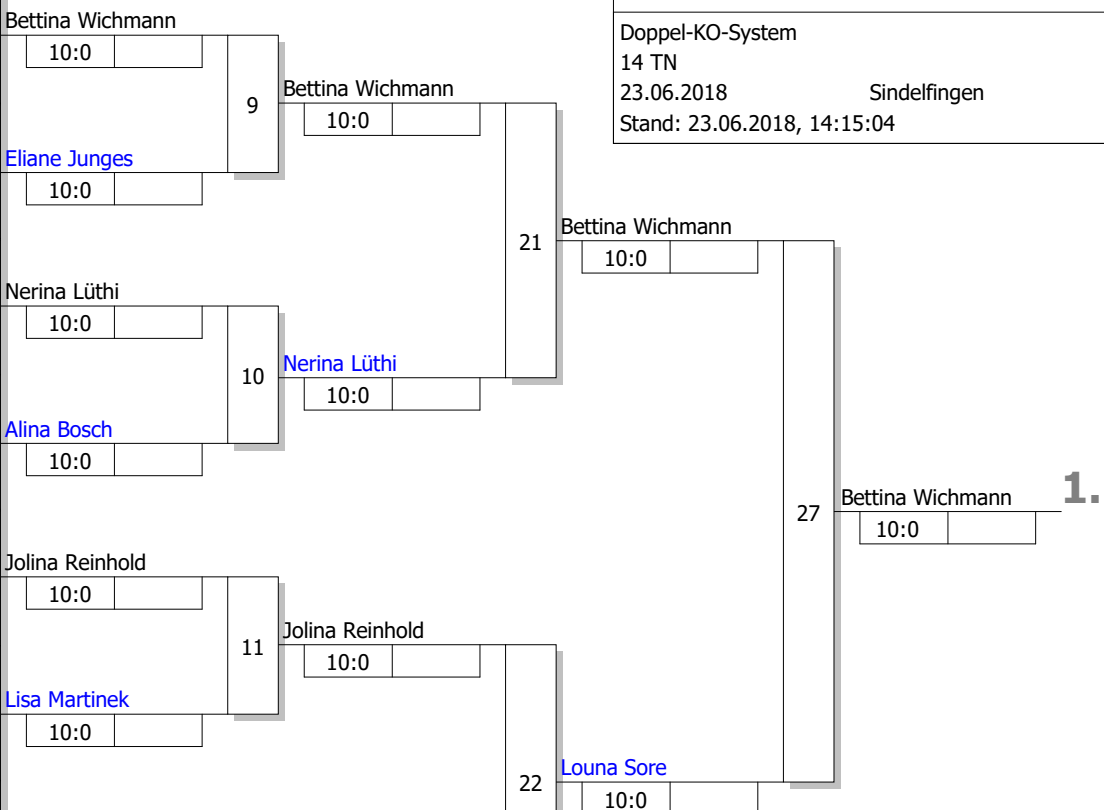 Bettina Wichmann
10:0
Doppel-KO-System
14 TN
23.06.2018 Sindelfingen
Stand: 23.06.2018, 14:15:04
9
Bettina Wichmann
10:0
Eliane Junges
10:0
21
Bettina Wichmann
10:0
Nerina Lüthi
10:0
10
Nerina Lüthi
10:0
Alina Bosch
10:0
27
Bettina Wichmann
1.
10:0
Jolina Reinhold
10:0
11
Jolina Reinhold
10:0
Lisa Martinek
10:0
22
Louna Sore
10:0